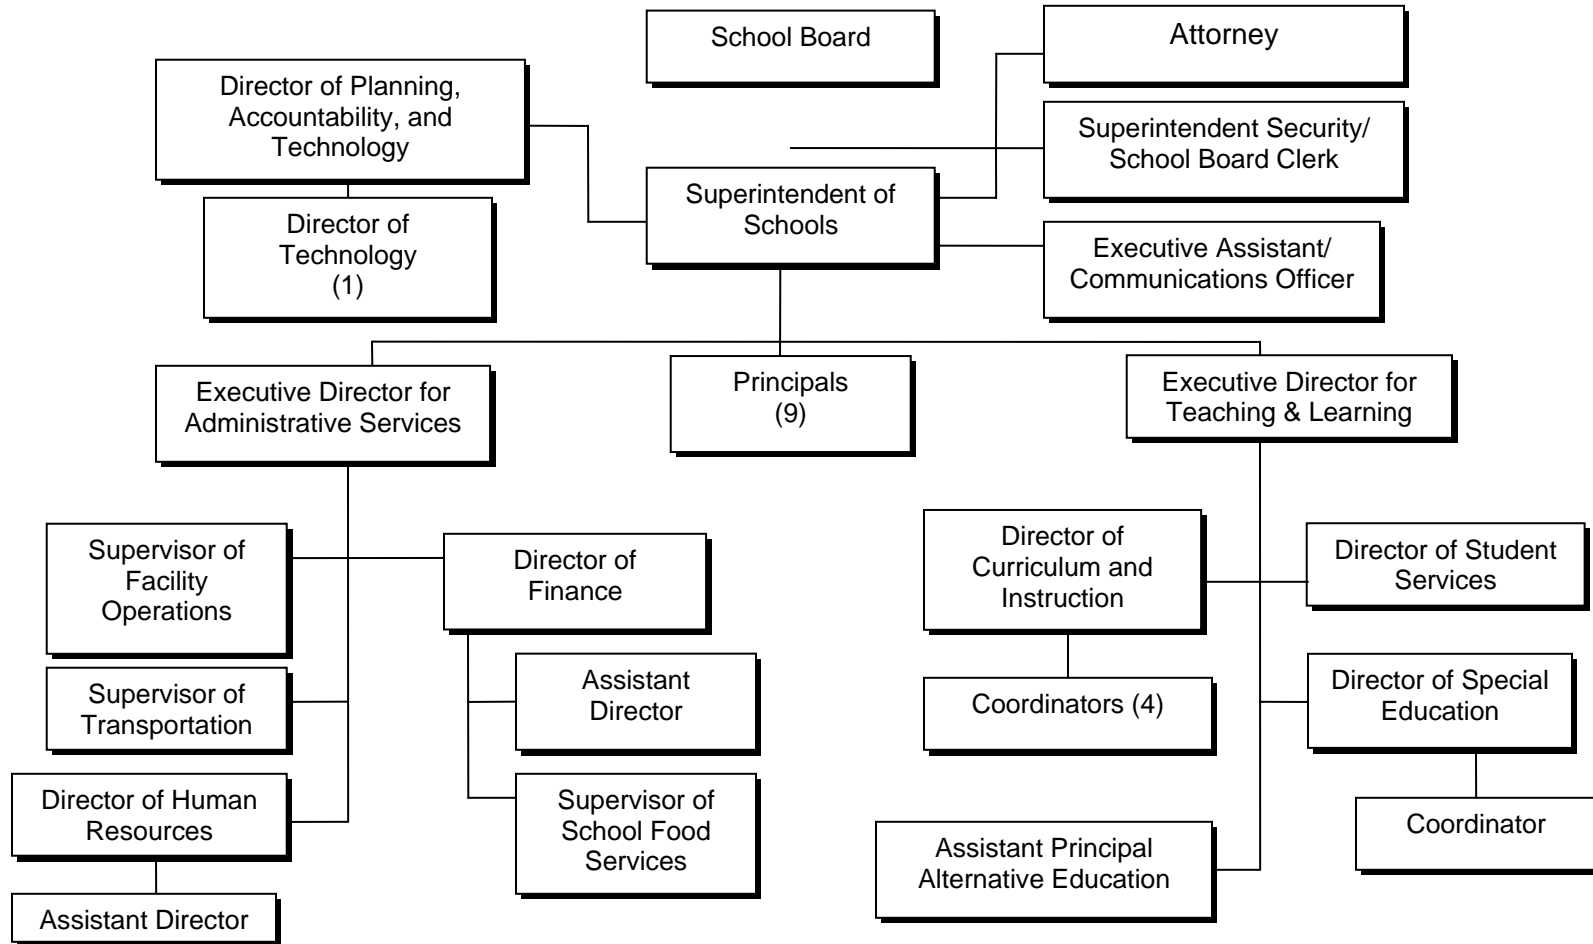 School Board
Attorney
Director of Planning,
Accountability, and
Technology
Superintendent Security/
School Board Clerk
Superintendent of
Schools
Director of
Technology
(1)
Executive Assistant/
Communications Officer
Executive Director for
Administrative Services
Principals
(9)
Executive Director for
Teaching & Learning
Supervisor of
Facility
Operations
Director of
Finance
Director of
Curriculum and
Instruction
Director of Student
Services
Supervisor of
Transportation
Assistant
Director
Coordinators (4)
Director of Special
Education
Director of Human
Resources
Supervisor of
School Food
Services
Assistant Principal
Alternative Education
Coordinator
Assistant Director